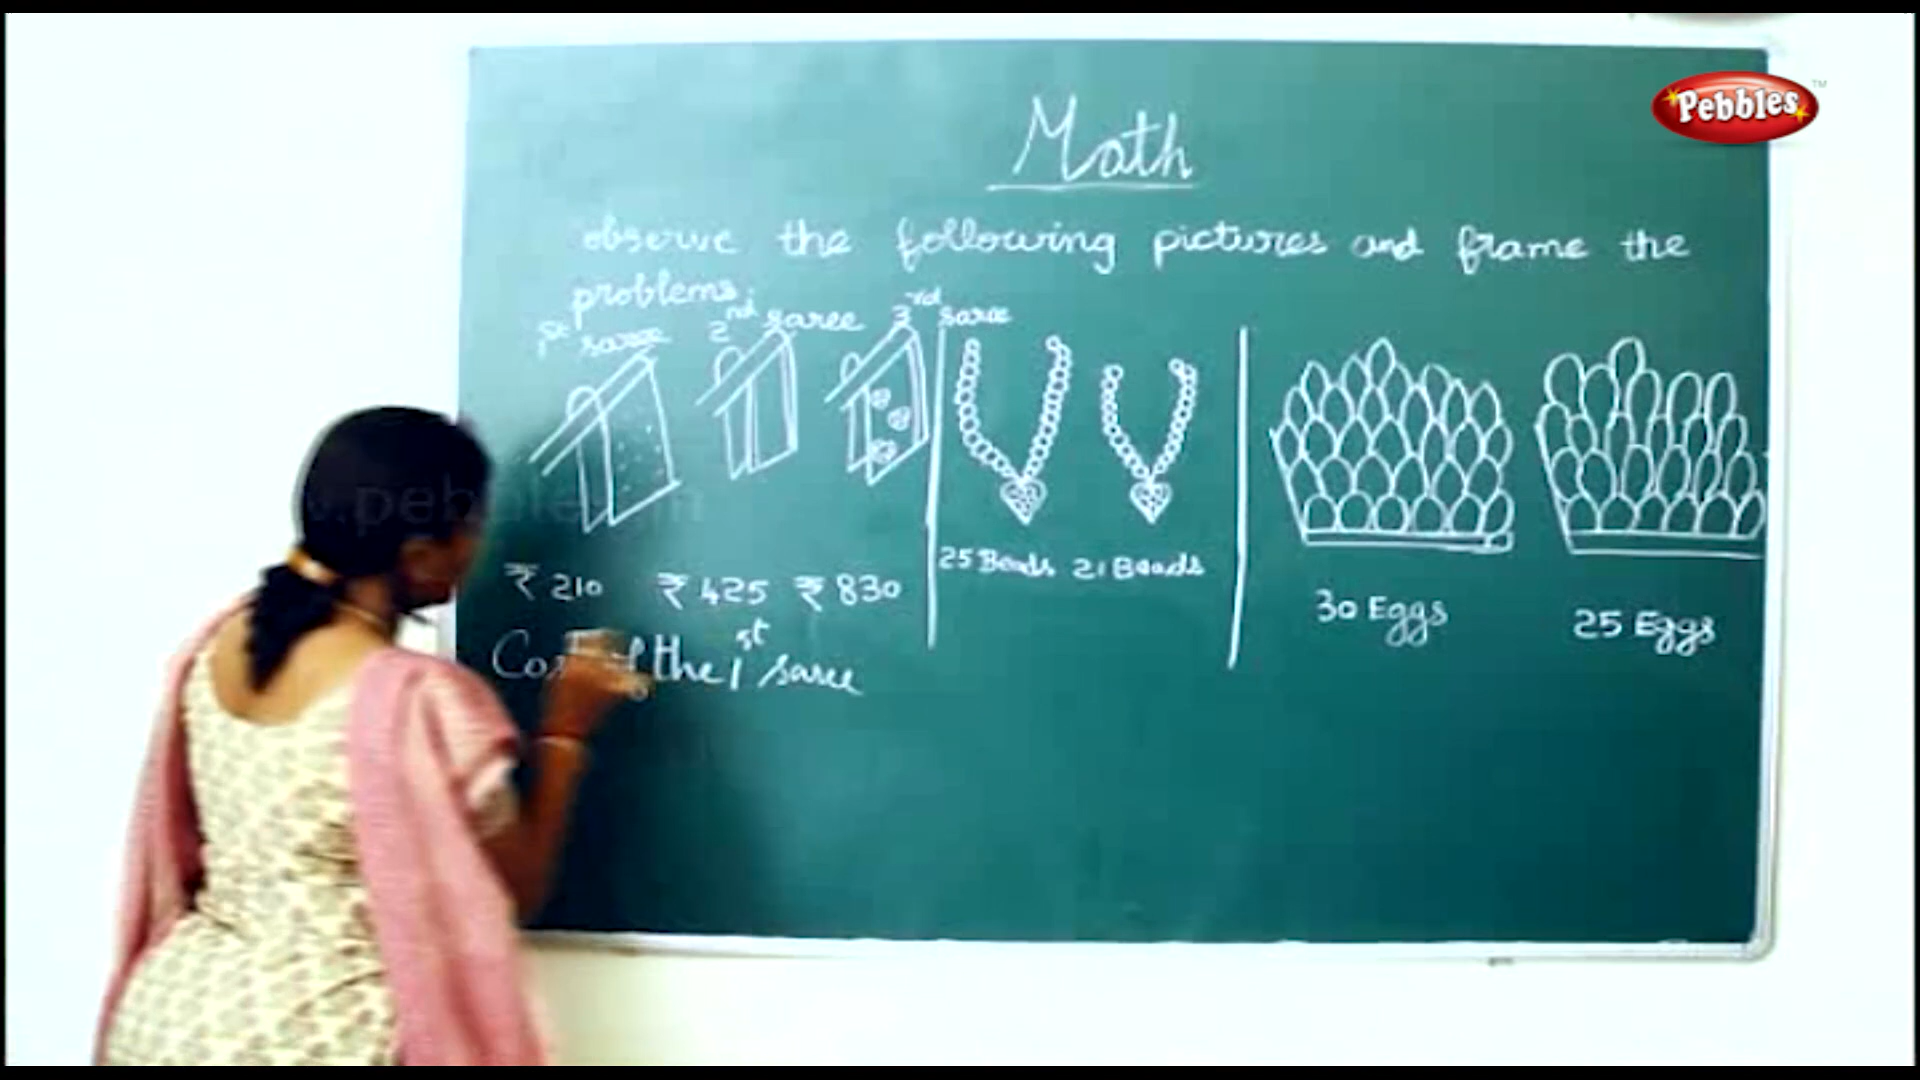 Pebbles™
Math
observe the following pictures and frame the
problems.
1st saree 2nd saree 3rd saree
₹ 210 ₹ 425 ₹ 830
25 Beads 21 Beads
30 Eggs
25 Eggs
Cost of the 1st saree